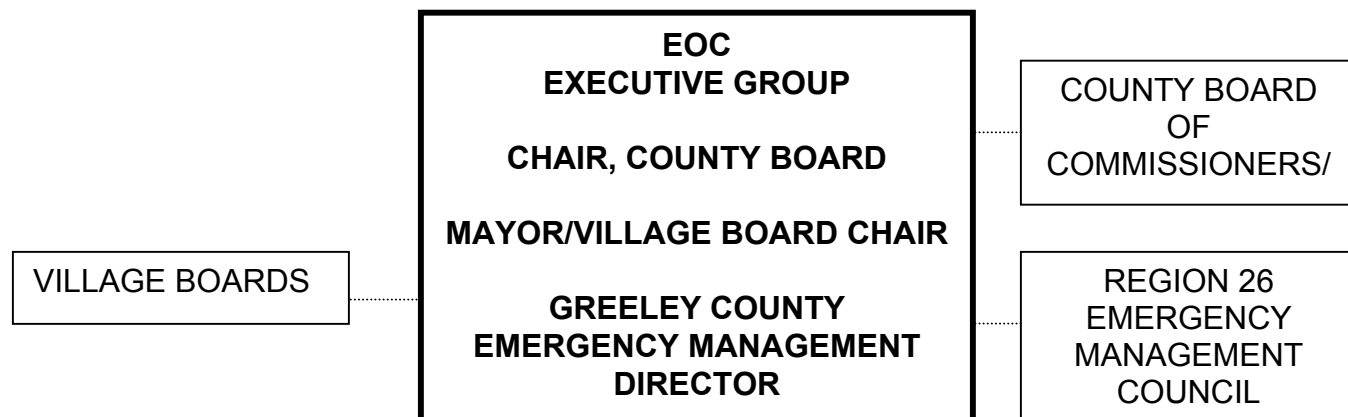 EOC
EXECUTIVE GROUP
CHAIR, COUNTY BOARD
MAYOR/VILLAGE BOARD CHAIR
GREELEY COUNTY
EMERGENCY MANAGEMENT
DIRECTOR
VILLAGE BOARDS
COUNTY BOARD
OF
COMMISSIONERS/
REGION 26
EMERGENCY
MANAGEMENT
COUNCIL